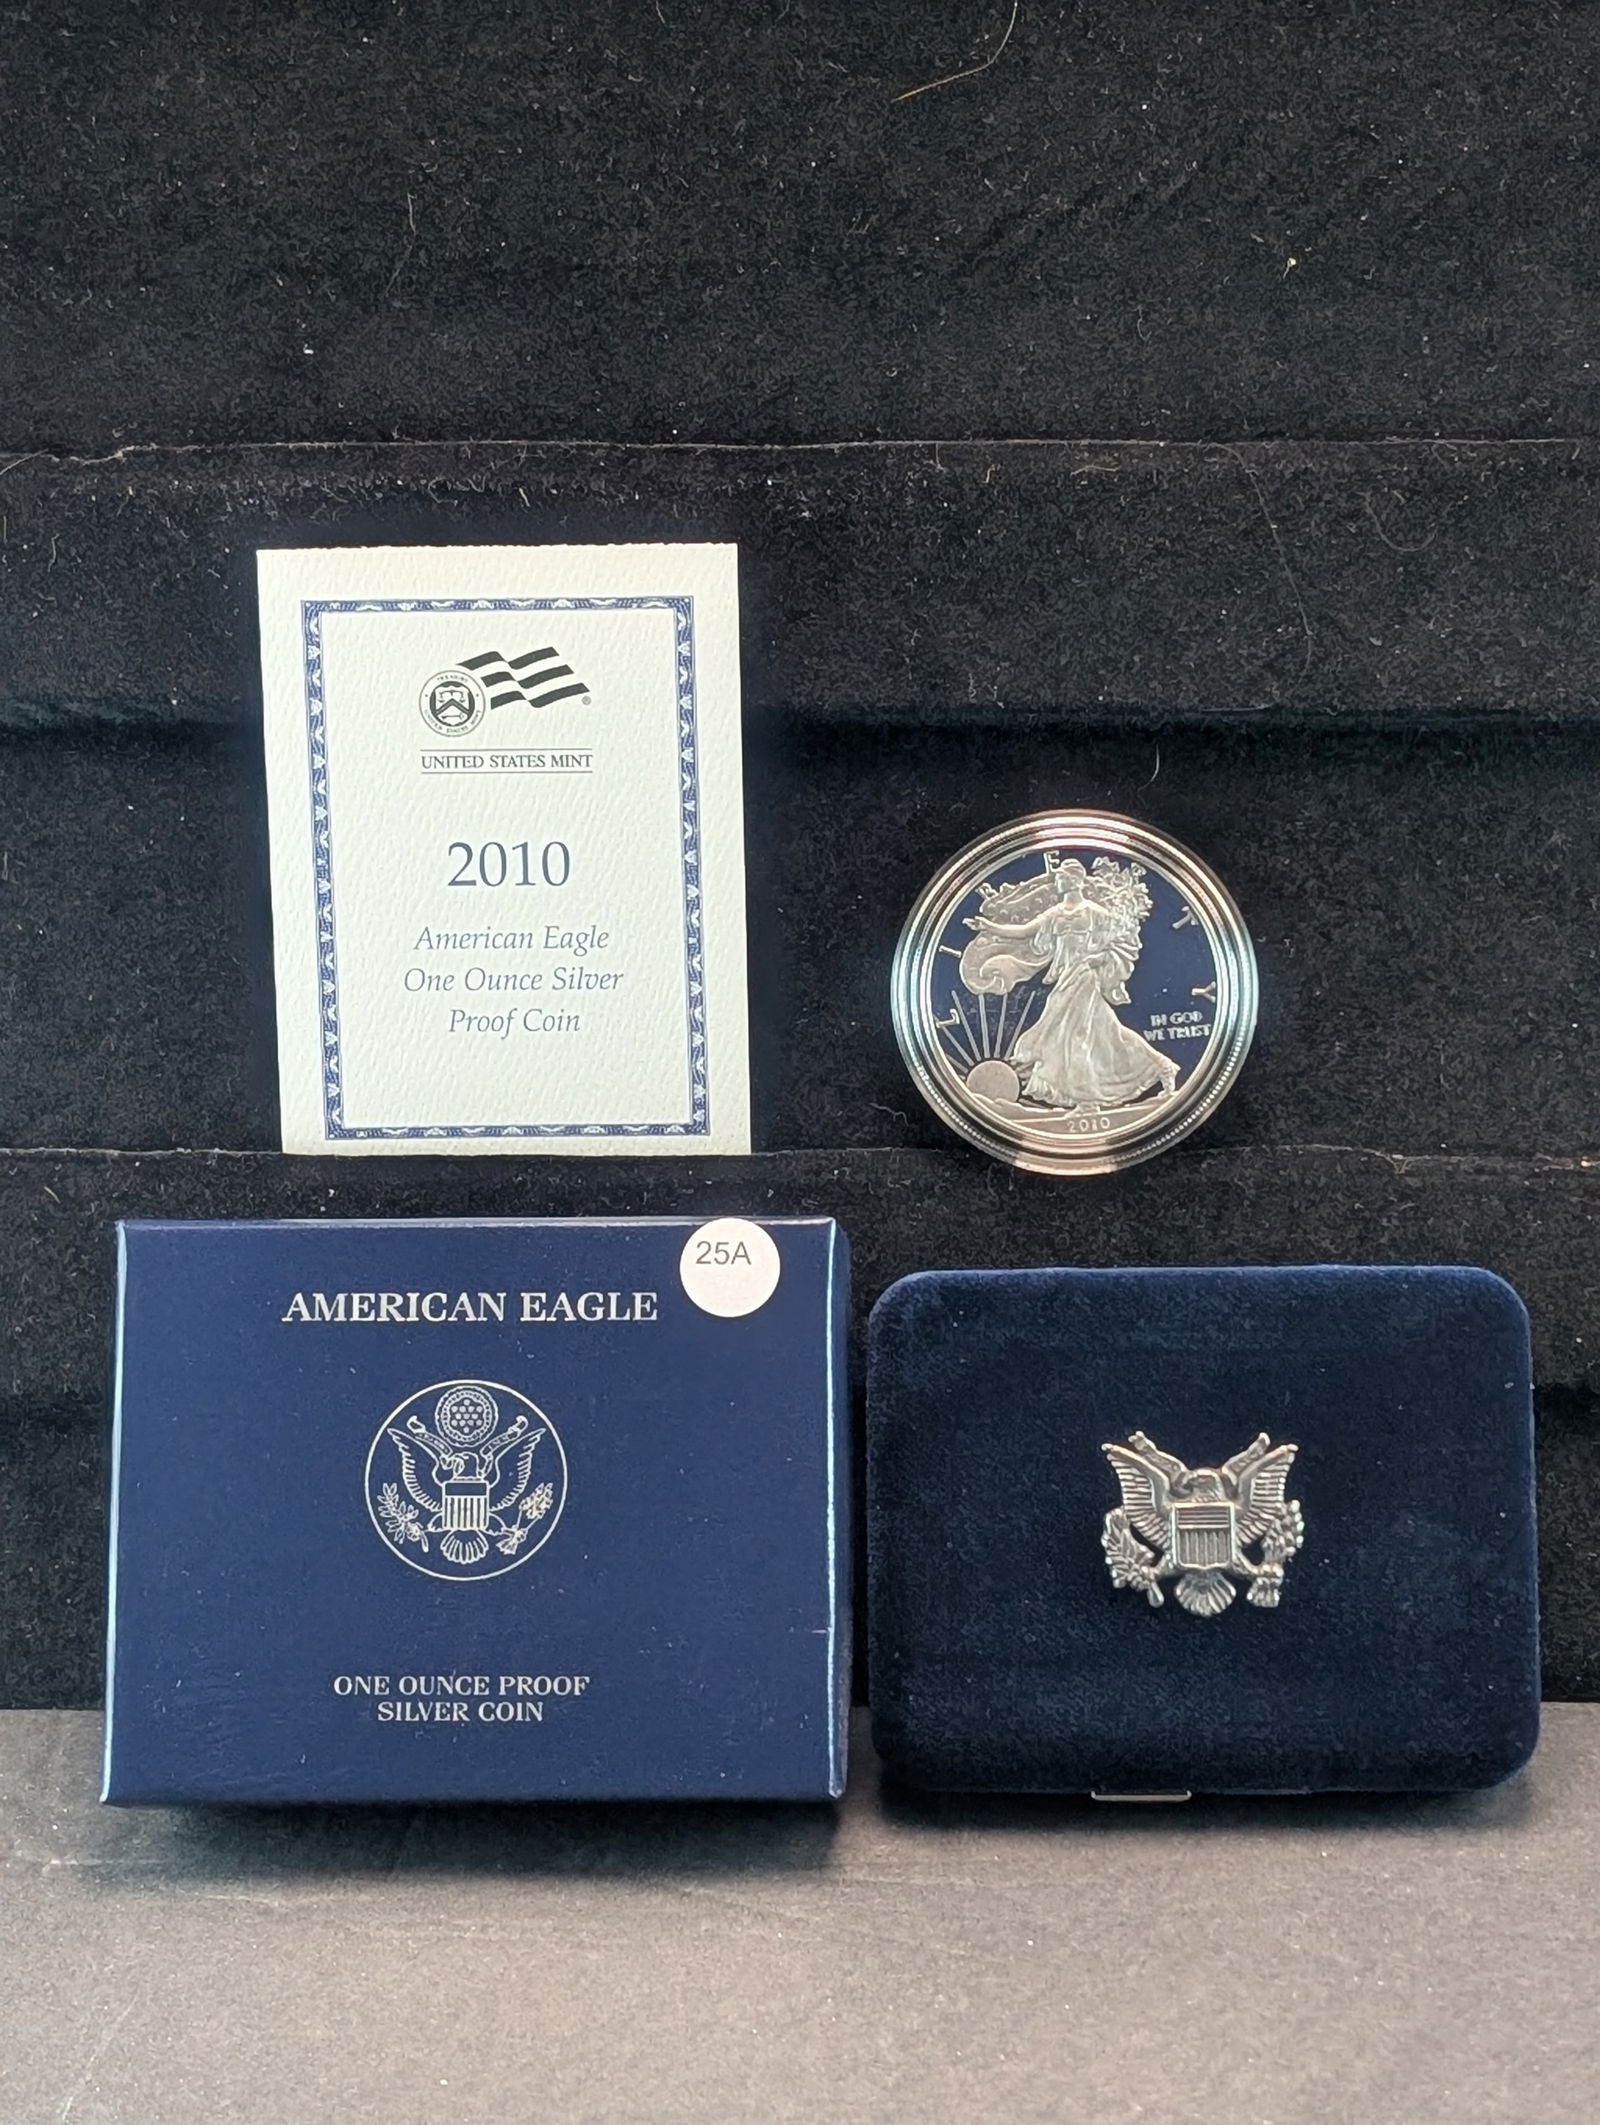 UNITED STATES MINT
2010
American Eagle
One Ounce Silver
Proof Coin
LIBERTY
IN GOD
WE TRUST
2010
25A
AMERICAN EAGLE
ONE OUNCE PROOF
SILVER COIN